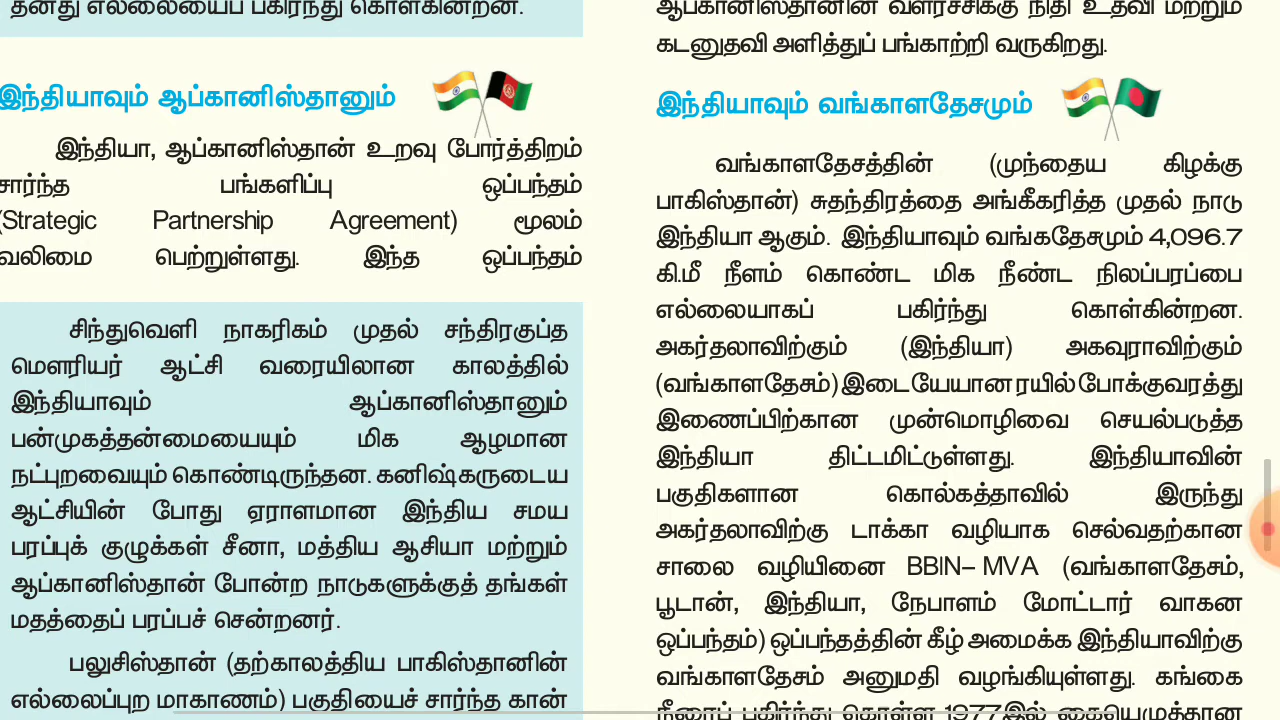 தனது எல்லையைப் பகிர்ந்து கொள்கின்றன.
இந்தியாவும் ஆப்கானிஸ்தானும்
இந்தியா, ஆப்கானிஸ்தான் உறவு போர்த்திறம்
சார்ந்த பங்களிப்பு ஒப்பந்தம்
(Strategic Partnership Agreement) மூலம்
வலிமை பெற்றுள்ளது. இந்த ஒப்பந்தம்
சிந்துவெளி நாகரிகம் முதல் சந்திரகுப்த
மௌரியர் ஆட்சி வரையிலான காலத்தில்
இந்தியாவும் ஆப்கானிஸ்தானும்
பன்முகத்தன்மையையும் மிக ஆழமான
நட்புறவையும் கொண்டிருந்தன. கனிஷ்கருடைய
ஆட்சியின் போது ஏராளமான இந்திய சமய
பரப்புக் குழுக்கள் சீனா, மத்திய ஆசியா மற்றும்
ஆப்கானிஸ்தான் போன்ற நாடுகளுக்குத் தங்கள்
மதத்தைப் பரப்பச் சென்றனர்.
பலுசிஸ்தான் (தற்காலத்திய பாகிஸ்தானின்
எல்லைப்புற மாகாணம்) பகுதியைச் சார்ந்த கான்
ஆப்கானிஸ்தானின் வளர்ச்சிக்கு நிதி உதவி மற்றும்
கடனுதவி அளித்துப் பங்காற்றி வருகிறது.
இந்தியாவும் வங்காளதேசமும்
வங்காளதேசத்தின் (முந்தைய கிழக்கு
பாகிஸ்தான்) சுதந்திரத்தை அங்கீகரித்த முதல் நாடு
இந்தியா ஆகும். இந்தியாவும் வங்கதேசமும் 4,096.7
கி.மீ நீளம் கொண்ட மிக நீண்ட நிலப்பரப்பை
எல்லையாகப் பகிர்ந்து கொள்கின்றன.
அகர்தலாவிற்கும் (இந்தியா) அகவுராவிற்கும்
(வங்காளதேசம்) இடையேயான ரயில் போக்குவரத்து
இணைப்பிற்கான முன்மொழிவை செயல்படுத்த
இந்தியா திட்டமிட்டுள்ளது. இந்தியாவின்
பகுதிகளான கொல்கத்தாவில் இருந்து
அகர்தலாவிற்கு டாக்கா வழியாக செல்வதற்கான
சாலை வழியினை BBIN– MVA (வங்காளதேசம்,
பூடான், இந்தியா, நேபாளம் மோட்டார் வாகன
ஒப்பந்தம்) ஒப்பந்தத்தின் கீழ் அமைக்க இந்தியாவிற்கு
வங்காளதேசம் அனுமதி வழங்கியுள்ளது. கங்கை
நீரைப் பகிர்ந்து கொள்ள 1977இல் கையெழுத்தான